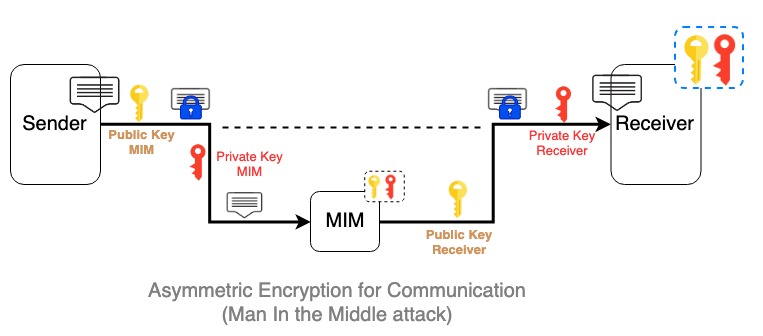 Sender
Public Key
MIM
Private Key
MIM
MIM
Public Key
Receiver
Private Key
Receiver
Receiver
Asymmetric Encryption for Communication
(Man In the Middle attack)